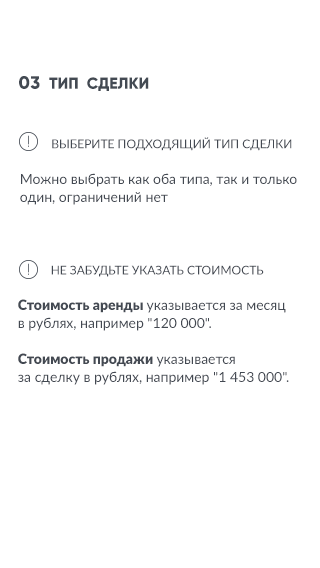 03 ТИП СДЕЛКИ
ВЫБЕРИТЕ ПОДХОДЯЩИЙ ТИП СДЕЛКИ
Можно выбрать как оба типа, так и только
один, ограничений нет
НЕ ЗАБУДЬТЕ УКАЗАТЬ СТОИМОСТЬ
Стоимость аренды указывается за месяц
в рублях, например "120 000".
Стоимость продажи указывается
за сделку в рублях, например "1 453 000".